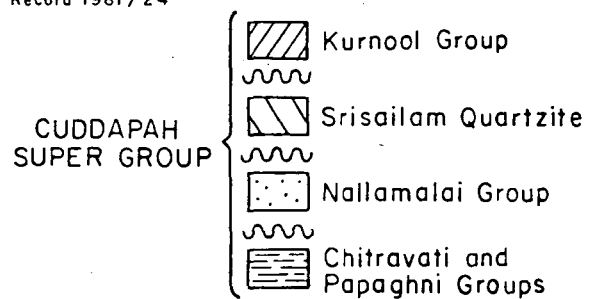 Record 1981/24
Kurnool Group
Srisailam Quartzite
CUDDAPAH
SUPER GROUP
Nallamalai Group
Chitravati and
Papaghni Groups